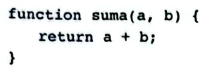 function suma(a, b) {
    return a + b;
}